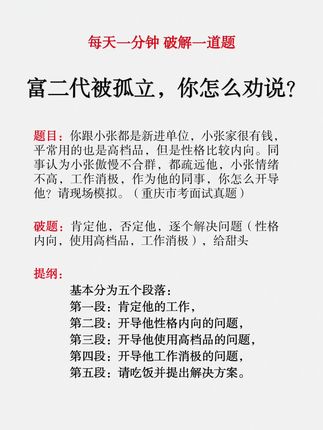 每天一分钟 破解一道题
富二代被孤立，你怎么劝说？
题目：你跟小张都是新进单位，小张家很有钱，
平常用的也是高档品，但是性格比较内向。同
事认为小张傲慢不合群，都疏远他，小张情绪
不高，工作消极，作为他的同事，你怎么开导
他？请现场模拟。（重庆市考面试真题）
破题：肯定他，否定他，逐个解决问题（性格
内向，使用高档品，工作消极），给甜头
提纲：
基本分为五个段落：
第一段：肯定他的工作，
第二段：开导他性格内向的问题，
第三段：开导他使用高档品的问题，
第四段：开导他工作消极的问题，
第五段：请吃饭并提出解决方案。